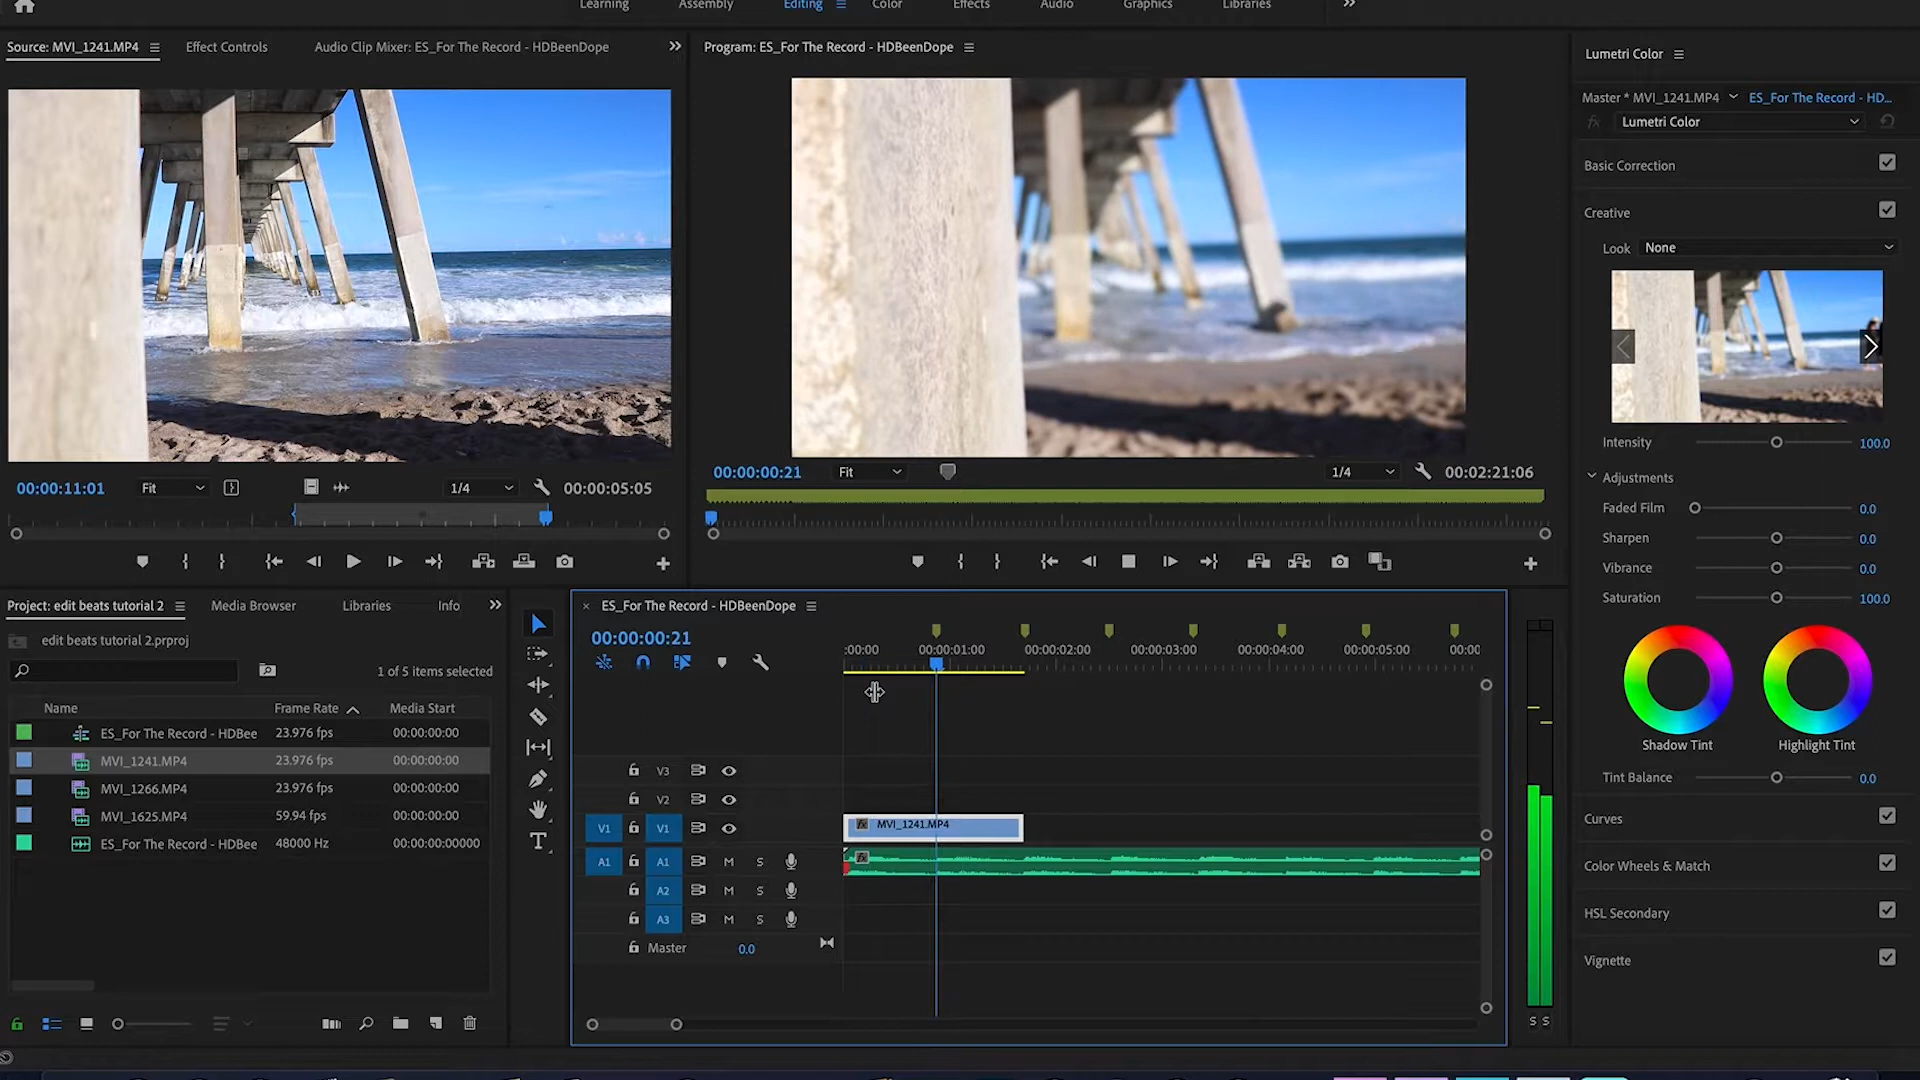 Learning Assembly Editing Color Effects Audio Graphics Libraries
Source: MVI_1241.MP4 Effect Controls Audio Clip Mixer: ES_For The Record - HDBeenDope
00:00:11:01 Fit 1/4 00:00:05:05
Program: ES_For The Record - HDBeenDope
00:00:00:21 Fit 1/4 00:02:21:06
Lumetri Color
Master * MVI_1241.MP4 ES_For The Record - HD...
fx Lumetri Color
Basic Correction
Creative
Look None
Intensity 100.0
Adjustments
Faded Film 0.0
Sharpen 0.0
Vibrance 0.0
Saturation 100.0
Shadow Tint Highlight Tint
Tint Balance 0.0
Curves
Color Wheels & Match
HSL Secondary
Vignette
Project: edit beats tutorial 2 Media Browser Libraries Info
edit beats tutorial 2.prproj
1 of 5 items selected
Name Frame Rate Media Start
ES_For The Record - HDBee 23.976 fps 00:00:00:00
MVI_1241.MP4 23.976 fps 00:00:00:00
MVI_1266.MP4 23.976 fps 00:00:00:00
MVI_1625.MP4 59.94 fps 00:00:00:00
ES_For The Record - HDBee 48000 Hz 00:00:00:00000
× ES_For The Record - HDBeenDope
00:00:00:21
:00:00 00:00:01:00 00:00:02:00 00:00:03:00 00:00:04:00 00:00:05:00 00:00
V3
V2
V1 V1 fx MVI_1241.MP4
A1 A1 M S fx
A2 M S
A3 M S
Master 0.0
S S